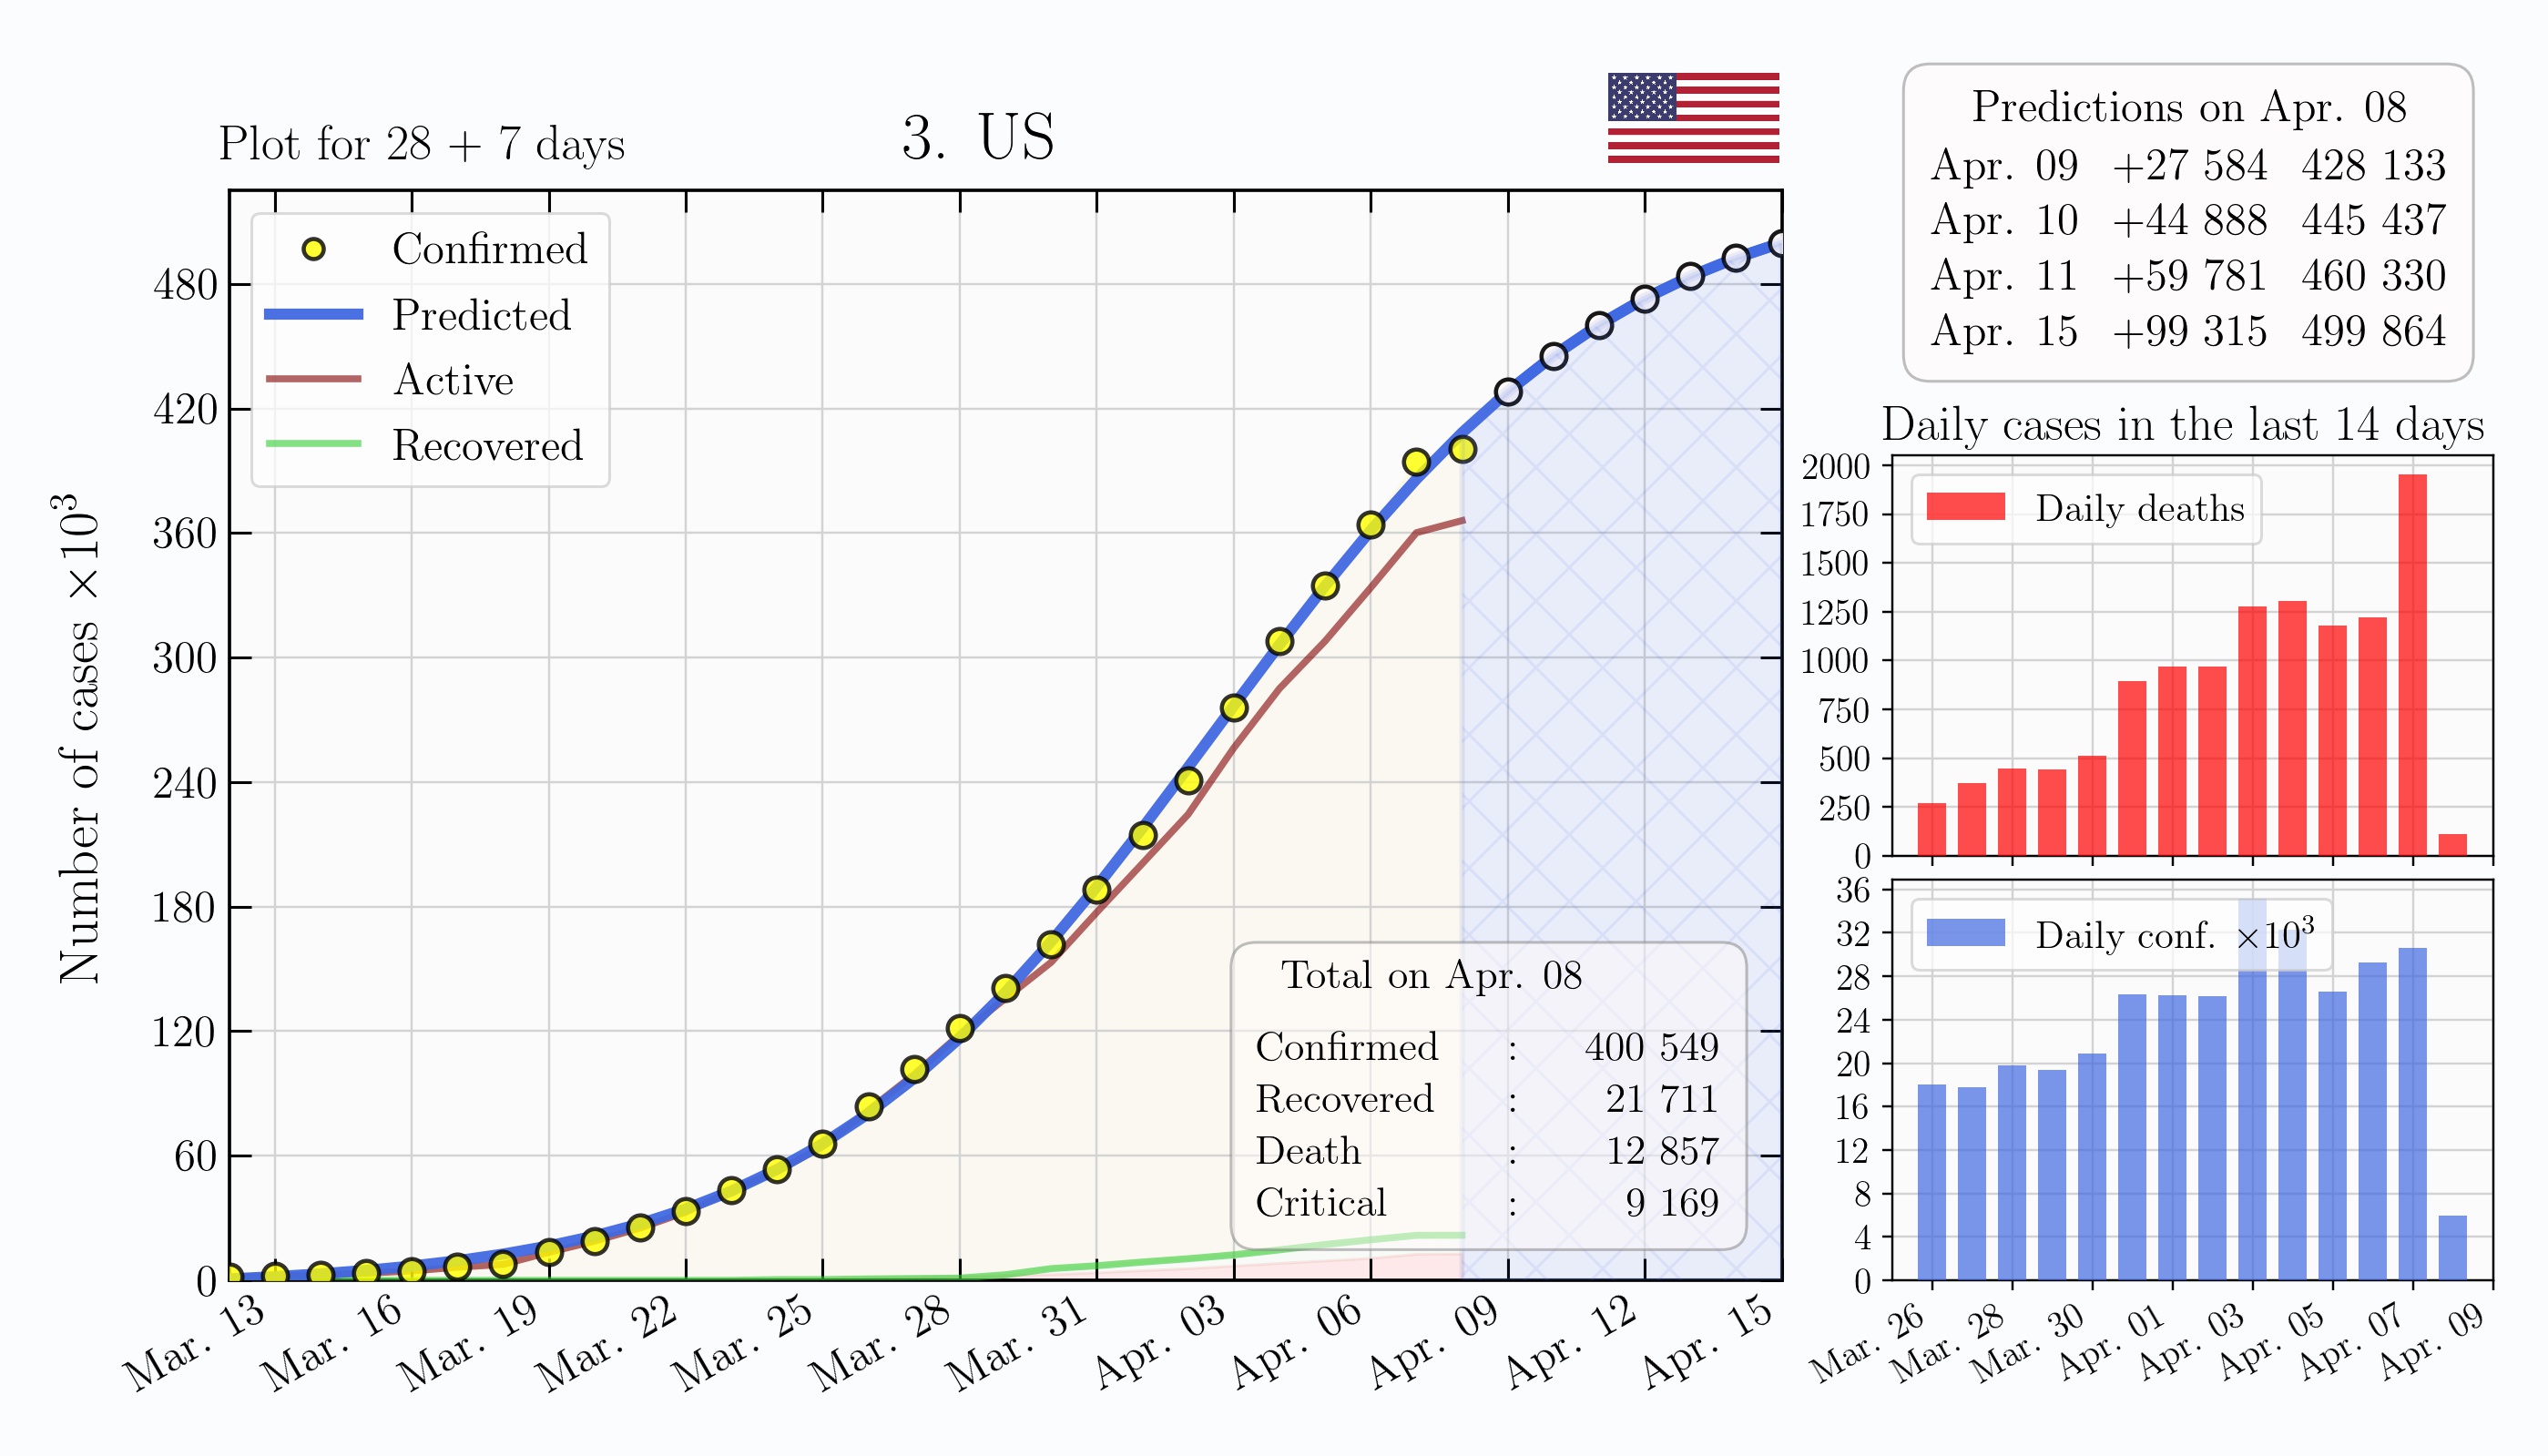 Plot for 28 + 7 days
3. US
Confirmed
Predicted
Active
Recovered
Number of cases ×10³
480
420
360
300
240
180
120
60
0
Mar. 13
Mar. 16
Mar. 19
Mar. 22
Mar. 25
Mar. 28
Mar. 31
Apr. 03
Apr. 06
Apr. 09
Apr. 12
Apr. 15
Total on Apr. 08
Confirmed : 400 549
Recovered : 21 711
Death : 12 857
Critical : 9 169
Predictions on Apr. 08
Apr. 09 +27 584 428 133
Apr. 10 +44 888 445 437
Apr. 11 +59 781 460 330
Apr. 15 +99 315 499 864
Daily cases in the last 14 days
Daily deaths
2000
1750
1500
1250
1000
750
500
250
0
Daily conf. ×10³
36
32
28
24
20
16
12
8
4
0
Mar. 26
Mar. 28
Mar. 30
Apr. 01
Apr. 03
Apr. 05
Apr. 07
Apr. 09